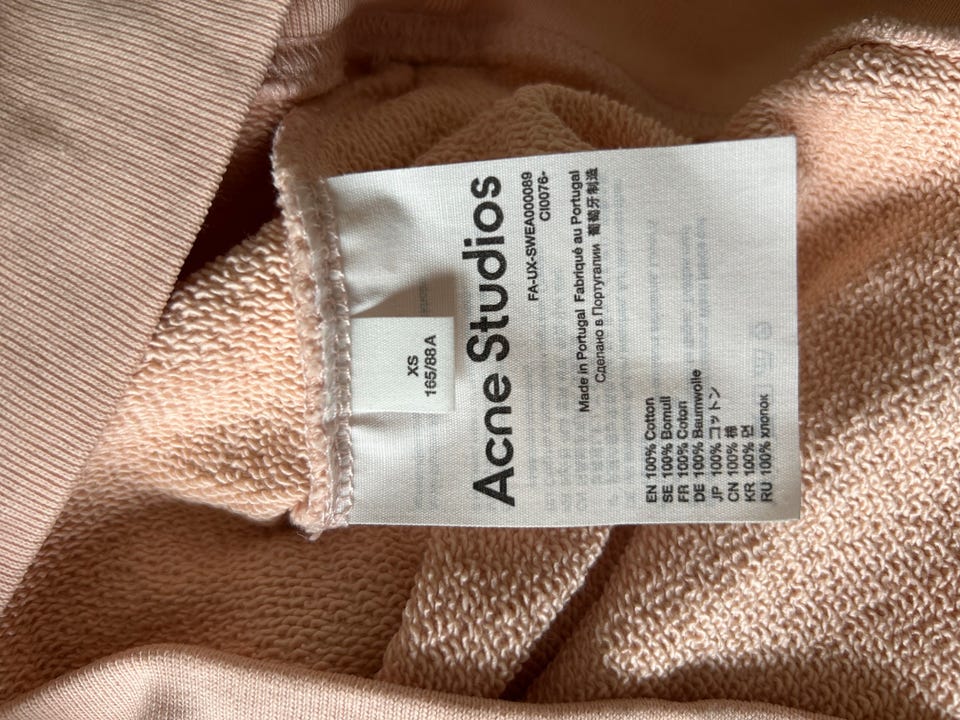 XS
165/88A
Acne Studios
FA-UX-SWEA000089
CI0076-
Made in Portugal Fabriqué au Portugal
Сделано в Португалии 葡萄牙制造
EN 100% Cotton
SE 100% Bomull
FR 100% Coton
DE 100% Baumwolle
JP 100% コットン
CN 100% 棉
KR 100% 면
RU 100% хлопок